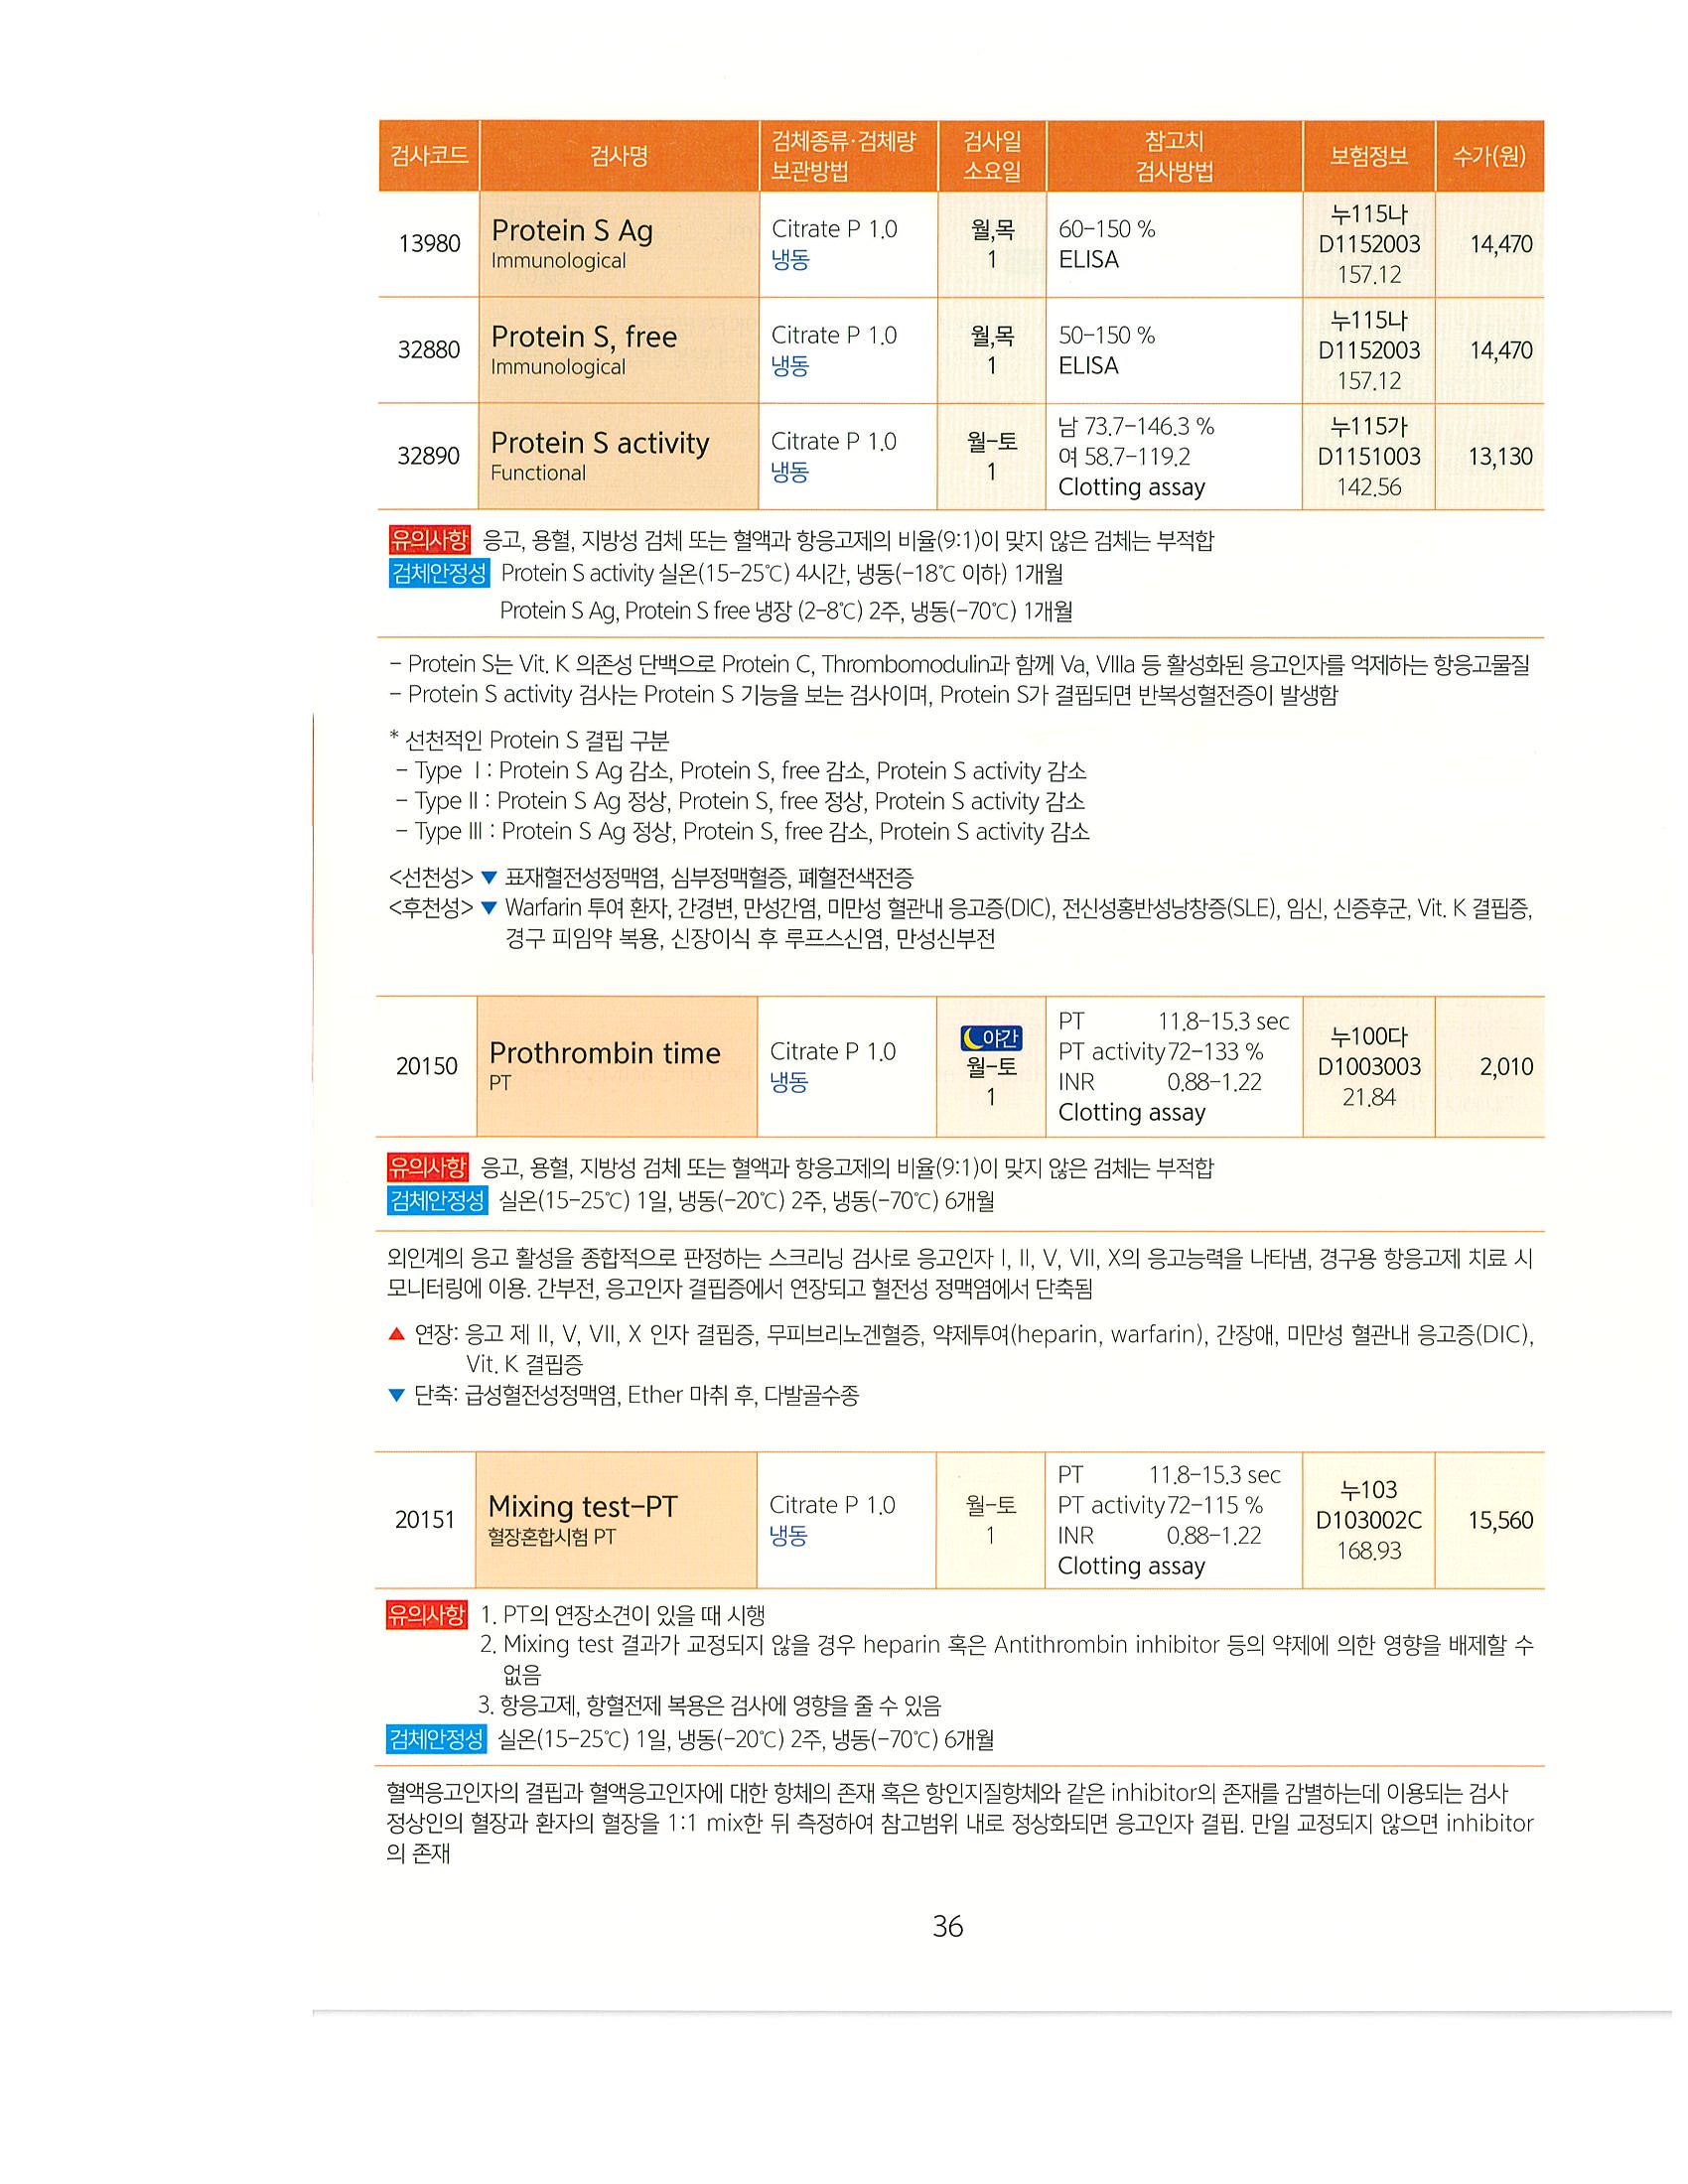 검사코드 검사명 검체종류·검체량 보관방법 검사일 소요일 참고치 검사방법 보험정보 수가(원)
13980 Protein S Ag Immunological Citrate P 1.0 냉동 월,목 1 60-150 % ELISA 누115나 D1152003 157.12 14,470
32880 Protein S, free Immunological Citrate P 1.0 냉동 월,목 1 50-150 % ELISA 누115나 D1152003 157.12 14,470
32890 Protein S activity Functional Citrate P 1.0 냉동 월-토 1 남 73.7-146.3 % 여 58.7-119.2 Clotting assay 누115가 D1151003 142.56 13,130
유의사항 응고, 용혈, 지방성 검체 또는 혈액과 항응고제의 비율(9:1)이 맞지 않은 검체는 부적합
검체안정성 Protein S activity 실온(15-25℃) 4시간, 냉동(-18℃ 이하) 1개월
Protein S Ag, Protein S free 냉장 (2-8℃) 2주, 냉동(-70℃) 1개월
- Protein S는 Vit. K 의존성 단백으로 Protein C, Thrombomodulin과 함께 Va, VIIIa 등 활성화된 응고인자를 억제하는 항응고물질
- Protein S activity 검사는 Protein S 기능을 보는 검사이며, Protein S가 결핍되면 반복성혈전증이 발생함
* 선천적인 Protein S 결핍 구분
- Type I : Protein S Ag 감소, Protein S, free 감소, Protein S activity 감소
- Type II : Protein S Ag 정상, Protein S, free 정상, Protein S activity 감소
- Type III : Protein S Ag 정상, Protein S, free 감소, Protein S activity 감소
<선천성> ▼ 표재혈전성정맥염, 심부정맥혈증, 폐혈전색전증
<후천성> ▼ Warfarin 투여 환자, 간경변, 만성간염, 미만성 혈관내 응고증(DIC), 전신성홍반성낭창증(SLE), 임신, 신증후군, Vit. K 결핍증,
경구 피임약 복용, 신장이식 후 루프스신염, 만성신부전
20150 Prothrombin time PT Citrate P 1.0 냉동 야간 월-토 1 PT 11.8-15.3 sec PT activity 72-133 % INR 0.88-1.22 Clotting assay 누100다 D1003003 21.84 2,010
유의사항 응고, 용혈, 지방성 검체 또는 혈액과 항응고제의 비율(9:1)이 맞지 않은 검체는 부적합
검체안정성 실온(15-25℃) 1일, 냉동(-20℃) 2주, 냉동(-70℃) 6개월
외인계의 응고 활성을 종합적으로 판정하는 스크리닝 검사로 응고인자 I, II, V, VII, X의 응고능력을 나타냄, 경구용 항응고제 치료 시
모니터링에 이용. 간부전, 응고인자 결핍증에서 연장되고 혈전성 정맥염에서 단축됨
▲ 연장: 응고 제 II, V, VII, X 인자 결핍증, 무피브리노겐혈증, 약제투여(heparin, warfarin), 간장애, 미만성 혈관내 응고증(DIC),
Vit. K 결핍증
▼ 단축: 급성혈전성정맥염, Ether 마취 후, 다발골수종
20151 Mixing test-PT 혈장혼합시험 PT Citrate P 1.0 냉동 월-토 1 PT 11.8-15.3 sec PT activity 72-115 % INR 0.88-1.22 Clotting assay 누103 D103002C 168.93 15,560
유의사항 1. PT의 연장소견이 있을 때 시행
2. Mixing test 결과가 교정되지 않을 경우 heparin 혹은 Antithrombin inhibitor 등의 약제에 의한 영향을 배제할 수
없음
3. 항응고제, 항혈전제 복용은 검사에 영향을 줄 수 있음
검체안정성 실온(15-25℃) 1일, 냉동(-20℃) 2주, 냉동(-70℃) 6개월
혈액응고인자의 결핍과 혈액응고인자에 대한 항체의 존재 혹은 항인지질항체와 같은 inhibitor의 존재를 감별하는데 이용되는 검사
정상인의 혈장과 환자의 혈장을 1:1 mix한 뒤 측정하여 참고범위 내로 정상화되면 응고인자 결핍. 만일 교정되지 않으면 inhibitor
의 존재
36